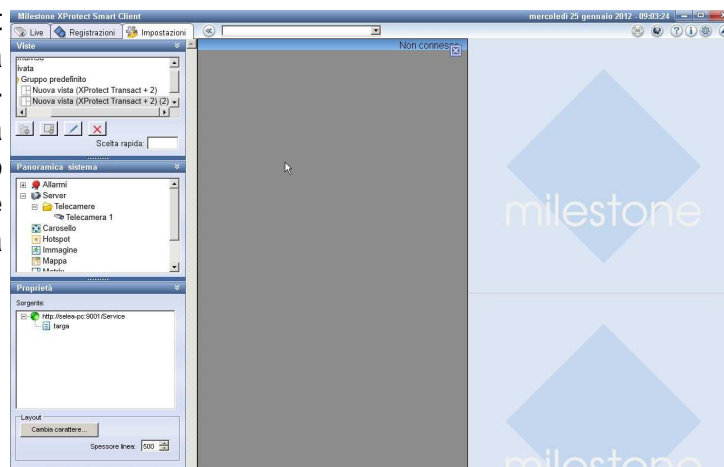 Milestone XProtect Smart Client
mercoledì 25 gennaio 2012 - 09:03:24
Live
Registrazioni
Impostazioni
Viste
ivata
Gruppo predefinito
Nuova vista (XProtect Transact + 2)
Nuova vista (XProtect Transact + 2) (2)
Scelta rapida:
Panoramica sistema
Allarmi
Server
Telecamere
Telecamera 1
Carosello
Hotspot
Immagine
Mappa
Matrix
Proprietà
Sorgente:
http://selea-pc:9001/Service
targa
Layout
Cambia carattere...
Spessore linea: 500
Non connesso
milestone
milestone